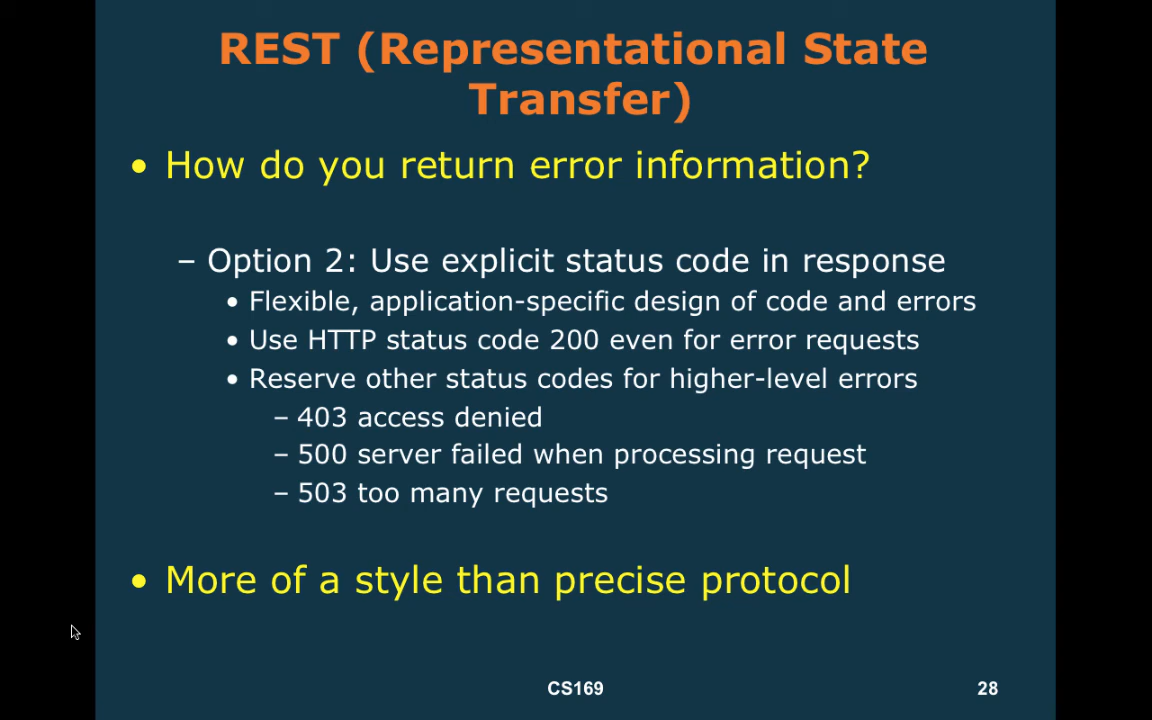 REST (Representational State
Transfer)
• How do you return error information?
– Option 2: Use explicit status code in response
• Flexible, application-specific design of code and errors
• Use HTTP status code 200 even for error requests
• Reserve other status codes for higher-level errors
– 403 access denied
– 500 server failed when processing request
– 503 too many requests
• More of a style than precise protocol
CS169
28